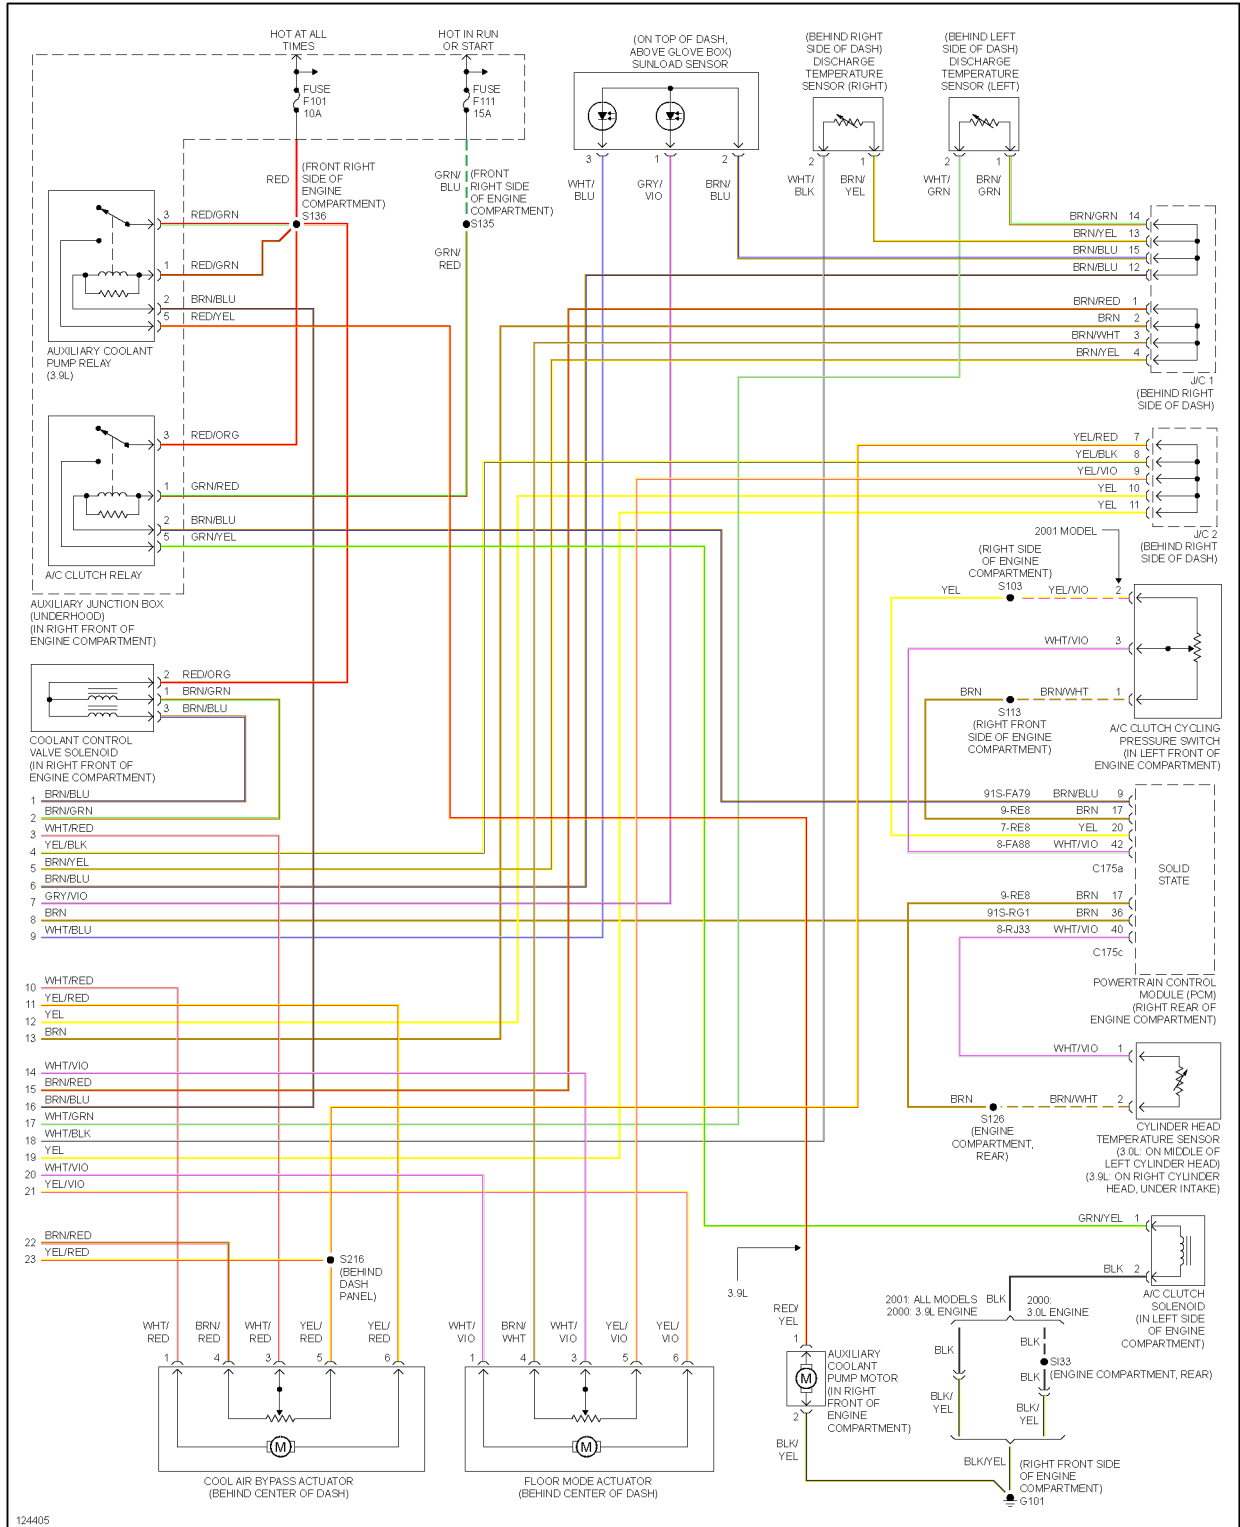 HOT AT ALL
TIMES
HOT IN RUN
OR START
FUSE
F101
10A
FUSE
F111
15A
(ON TOP OF DASH,
ABOVE GLOVE BOX)
SUNLOAD SENSOR
(BEHIND RIGHT
SIDE OF DASH)
DISCHARGE
TEMPERATURE
SENSOR (RIGHT)
(BEHIND LEFT
SIDE OF DASH)
DISCHARGE
TEMPERATURE
SENSOR (LEFT)
3
1
2
2
1
2
1
WHT/
BLU
GRY/
VIO
BRN/
BLU
WHT/
BLK
BRN/
YEL
WHT/
GRN
BRN/
GRN
RED
(FRONT RIGHT
SIDE OF
ENGINE
COMPARTMENT)
S136
GRN/
BLU
(FRONT
RIGHT SIDE
OF ENGINE
COMPARTMENT)
S135
GRN/
RED
3 RED/GRN
1 RED/GRN
2 BRN/BLU
5 RED/YEL
AUXILIARY COOLANT
PUMP RELAY
(3.9L)
BRN/GRN 14
BRN/YEL 13
BRN/BLU 15
BRN/BLU 12
BRN/RED 1
BRN 2
BRN/WHT 3
BRN/YEL 4
J/C 1
(BEHIND RIGHT
SIDE OF DASH)
3 RED/ORG
1 GRN/RED
2 BRN/BLU
5 GRN/YEL
A/C CLUTCH RELAY
AUXILIARY JUNCTION BOX
(UNDERHOOD)
(IN RIGHT FRONT OF
ENGINE COMPARTMENT)
YEL/RED 7
YEL/BLK 8
YEL/VIO 9
YEL 10
YEL 11
J/C 2
(BEHIND RIGHT
SIDE OF DASH)
2001 MODEL
(RIGHT SIDE
OF ENGINE
COMPARTMENT)
S103
YEL
YEL/VIO 2
WHT/VIO 3
BRN
BRN/WHT 1
S113
(RIGHT FRONT
SIDE OF ENGINE
COMPARTMENT)
A/C CLUTCH CYCLING
PRESSURE SWITCH
(IN LEFT FRONT OF
ENGINE COMPARTMENT)
2 RED/ORG
1 BRN/GRN
3 BRN/BLU
COOLANT CONTROL
VALVE SOLENOID
(IN RIGHT FRONT OF
ENGINE COMPARTMENT)
1 BRN/BLU
2 BRN/GRN
3 WHT/RED
4 YEL/BLK
5 BRN/YEL
6 BRN/BLU
7 GRY/VIO
8 BRN
9 WHT/BLU
10 WHT/RED
11 YEL/RED
12 YEL
13 BRN
14 WHT/VIO
15 BRN/RED
16 BRN/BLU
17 WHT/GRN
18 WHT/BLK
19 YEL
20 WHT/VIO
21 YEL/VIO
22 BRN/RED
23 YEL/RED
91S-FA79 BRN/BLU 9
9-RE8 BRN 17
7-RE8 YEL 20
8-FA88 WHT/VIO 42
C175a
SOLID
STATE
9-RE8 BRN 17
91S-RG1 BRN 36
8-RJ33 WHT/VIO 40
C175c
POWERTRAIN CONTROL
MODULE (PCM)
(RIGHT REAR OF
ENGINE COMPARTMENT)
WHT/VIO 1
BRN
BRN/WHT 2
S126
(ENGINE
COMPARTMENT,
REAR)
CYLINDER HEAD
TEMPERATURE SENSOR
(3.0L: ON MIDDLE OF
LEFT CYLINDER HEAD)
(3.9L: ON RIGHT CYLINDER
HEAD, UNDER INTAKE)
S216
(BEHIND
DASH
PANEL)
GRN/YEL 1
BLK 2
A/C CLUTCH
SOLENOID
(IN LEFT SIDE
OF ENGINE
COMPARTMENT)
3.9L
2001: ALL MODELS
2000: 3.9L ENGINE
BLK
2000:
3.0L ENGINE
BLK
BLK
SI33
(ENGINE COMPARTMENT, REAR)
BLK
BLK/
YEL
BLK/
YEL
BLK/YEL
(RIGHT FRONT SIDE
OF ENGINE
COMPARTMENT)
G101
WHT/
RED
BRN/
RED
WHT/
RED
YEL/
RED
YEL/
RED
1
4
3
5
6
M
COOL AIR BYPASS ACTUATOR
(BEHIND CENTER OF DASH)
WHT/
VIO
BRN/
WHT
WHT/
VIO
YEL/
VIO
YEL/
VIO
1
4
3
5
6
M
FLOOR MODE ACTUATOR
(BEHIND CENTER OF DASH)
RED/
YEL
1
M
AUXILIARY
COOLANT
PUMP MOTOR
(IN RIGHT
FRONT OF
ENGINE
COMPARTMENT)
2
BLK/
YEL
124405